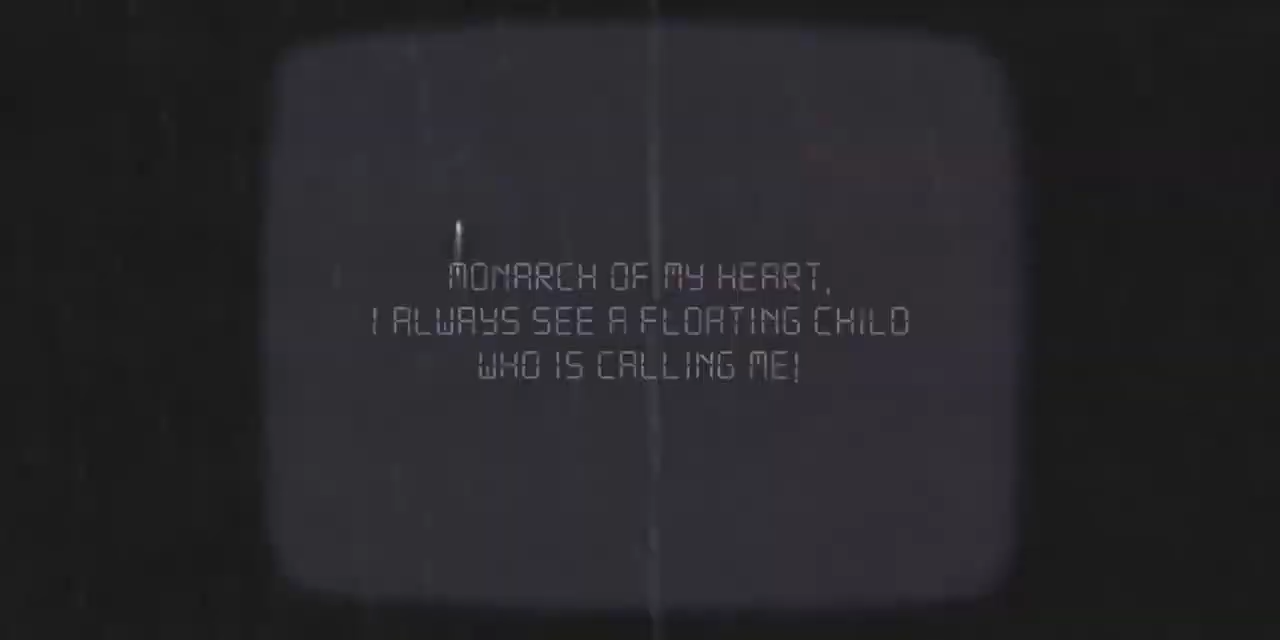 MONARCH OF MY HEART,
I ALWAYS SEE A FLOATING CHILD
WHO IS CALLING ME!